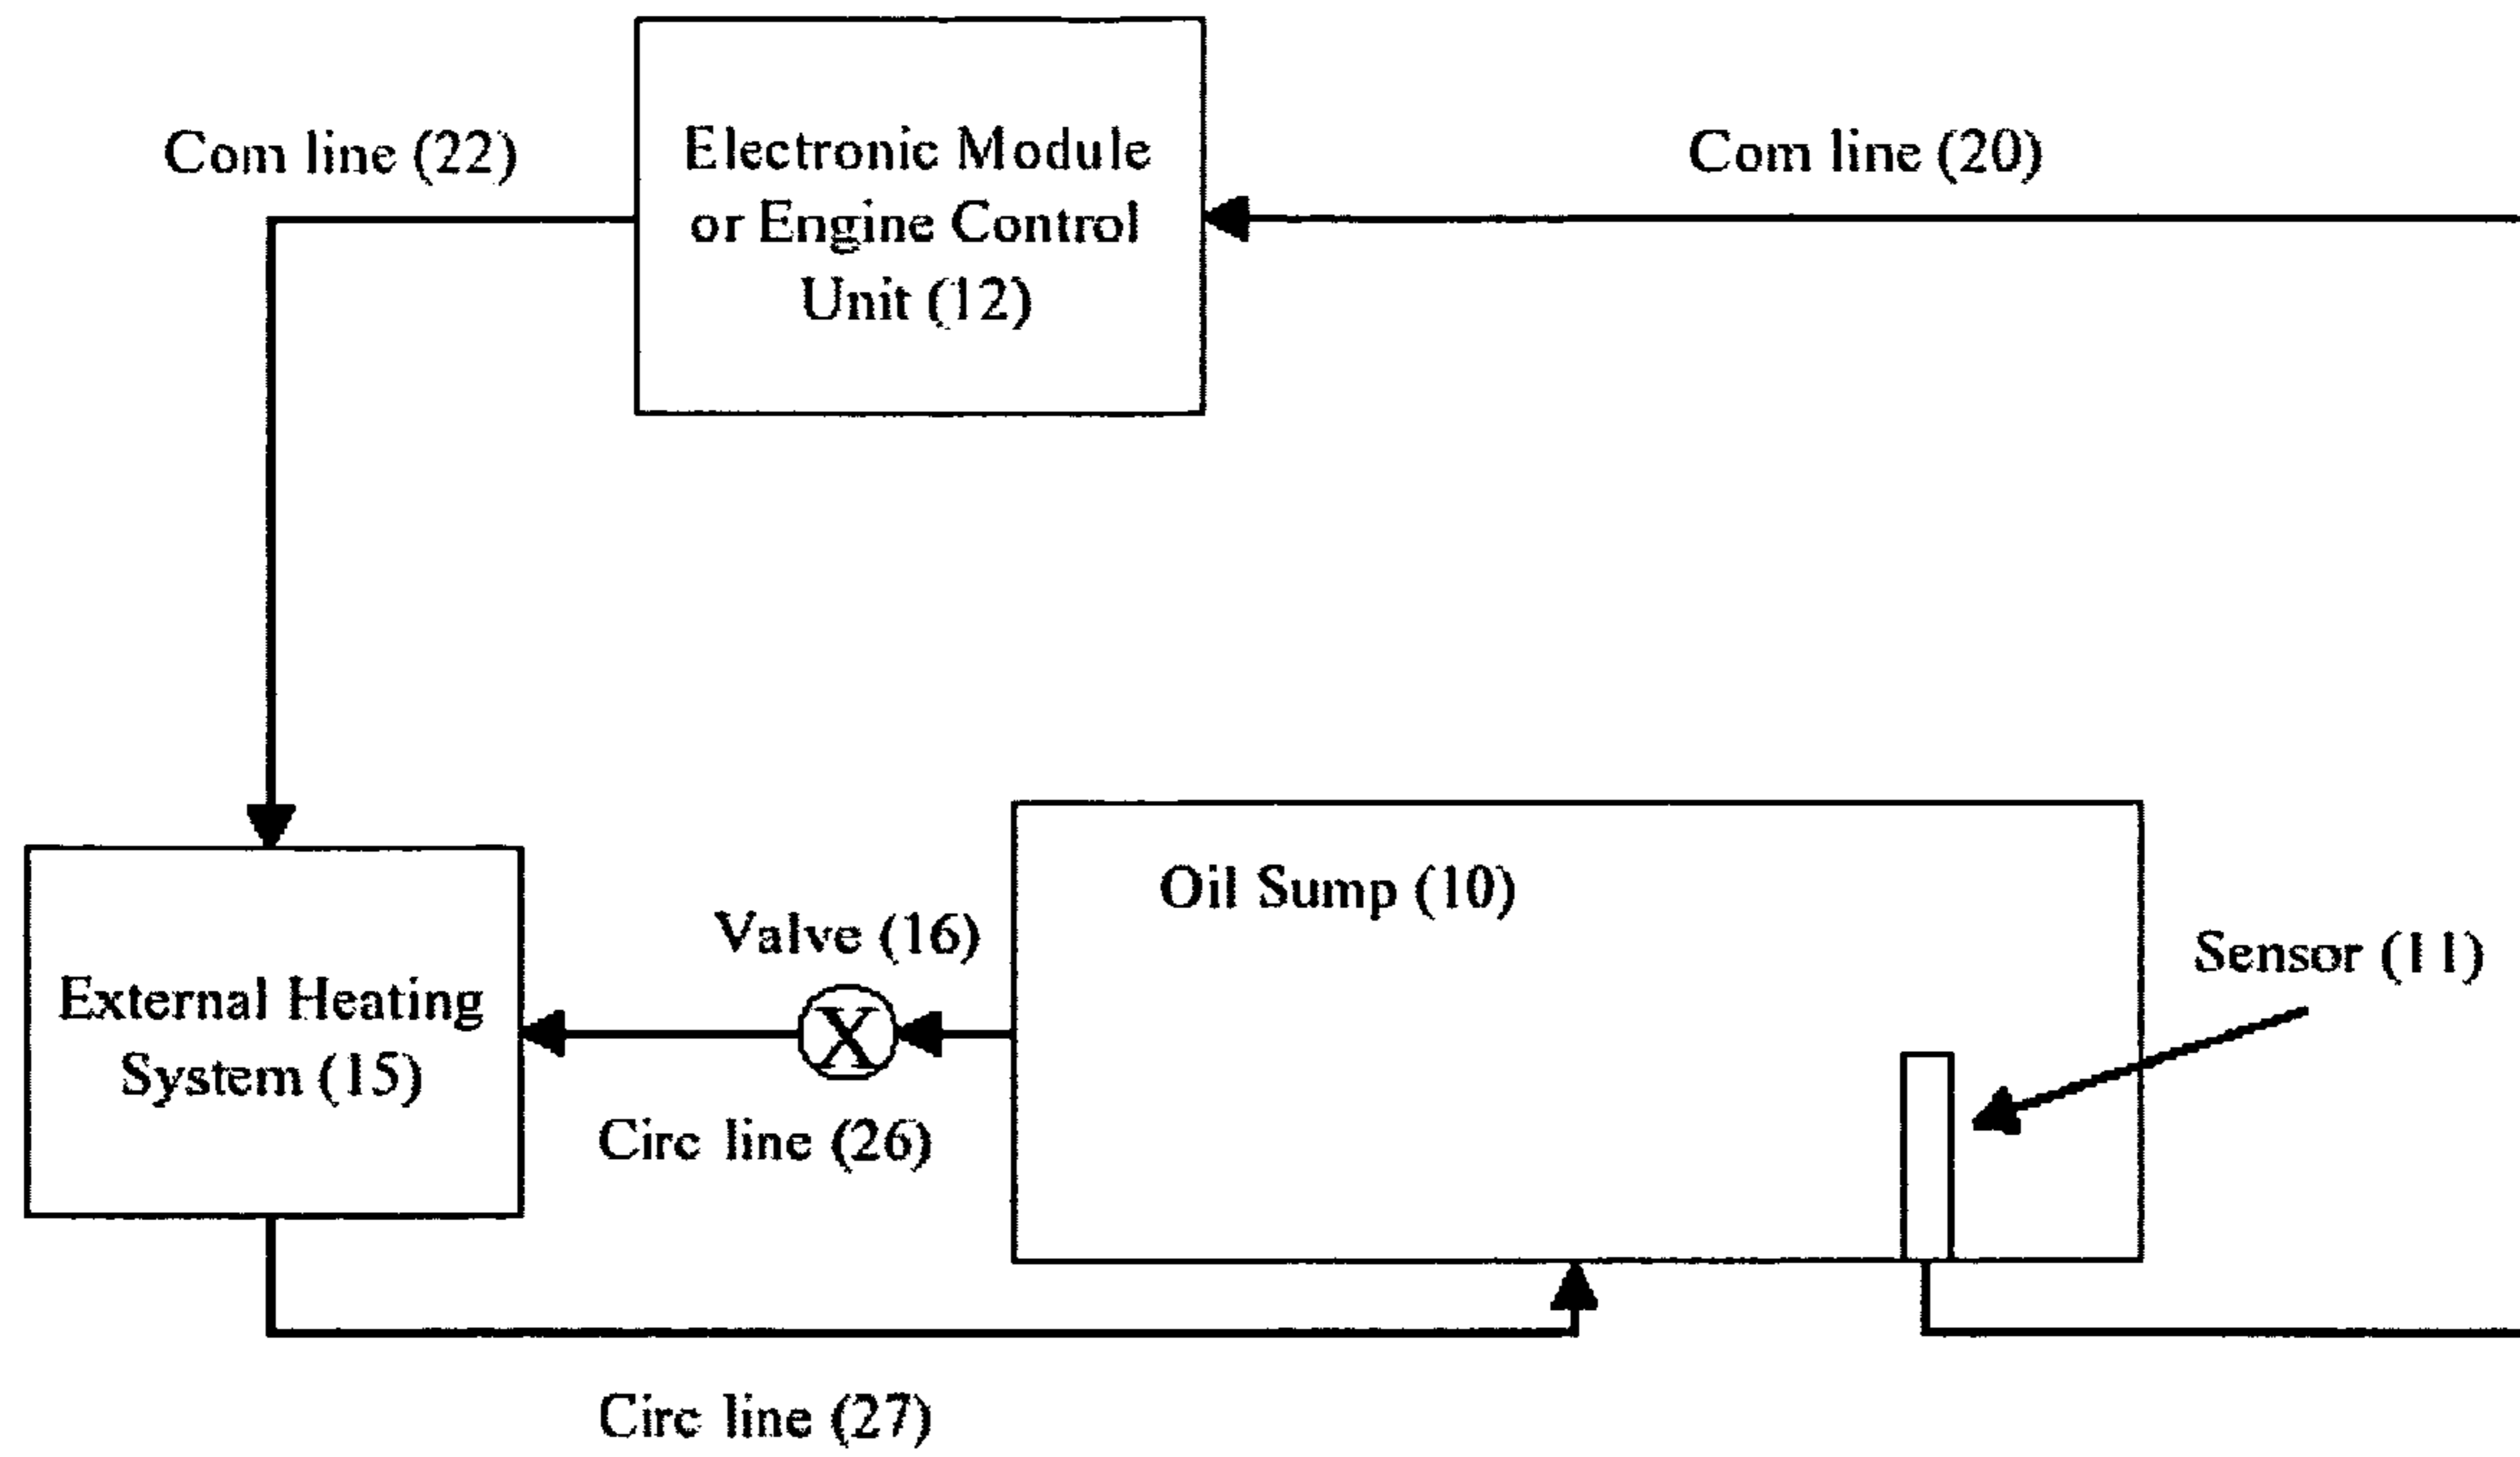 Com line (22)
Electronic Module
or Engine Control
Unit (12)
Com line (20)
Oil Sump (10)
Valve (16)
Sensor (11)
External Heating
System (15)
X
Circ line (26)
Circ line (27)